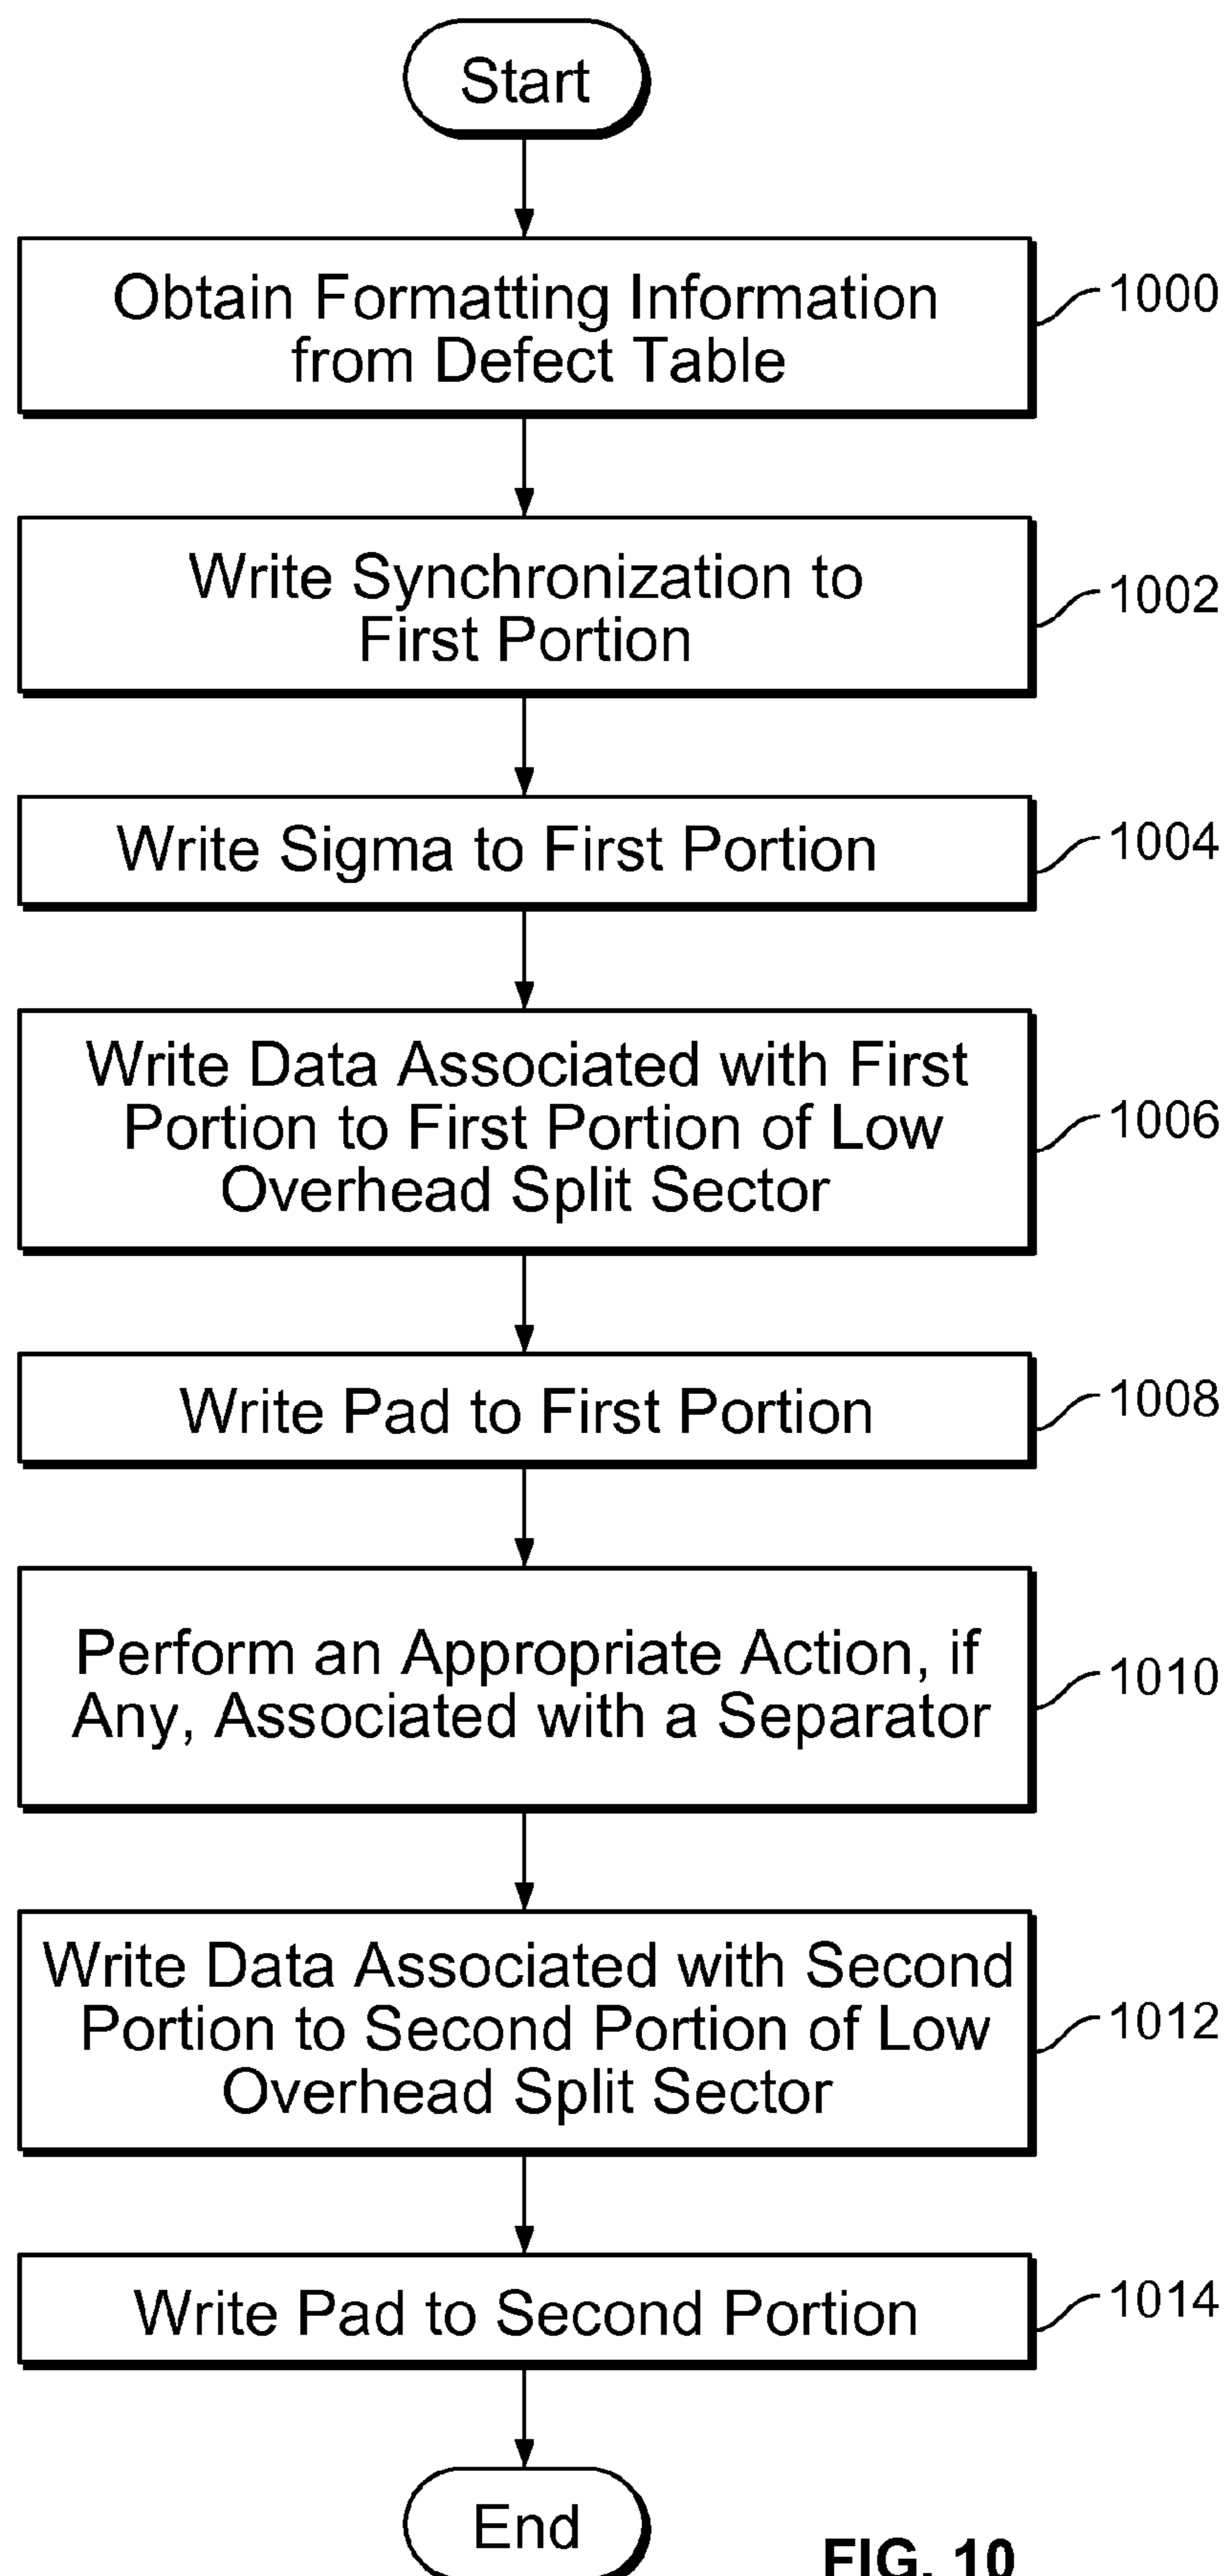 Start
Obtain Formatting Information
from Defect Table
1000
Write Synchronization to
First Portion
1002
Write Sigma to First Portion
1004
Write Data Associated with First
Portion to First Portion of Low
Overhead Split Sector
1006
Write Pad to First Portion
1008
Perform an Appropriate Action, if
Any, Associated with a Separator
1010
Write Data Associated with Second
Portion to Second Portion of Low
Overhead Split Sector
1012
Write Pad to Second Portion
1014
End
FIG. 10